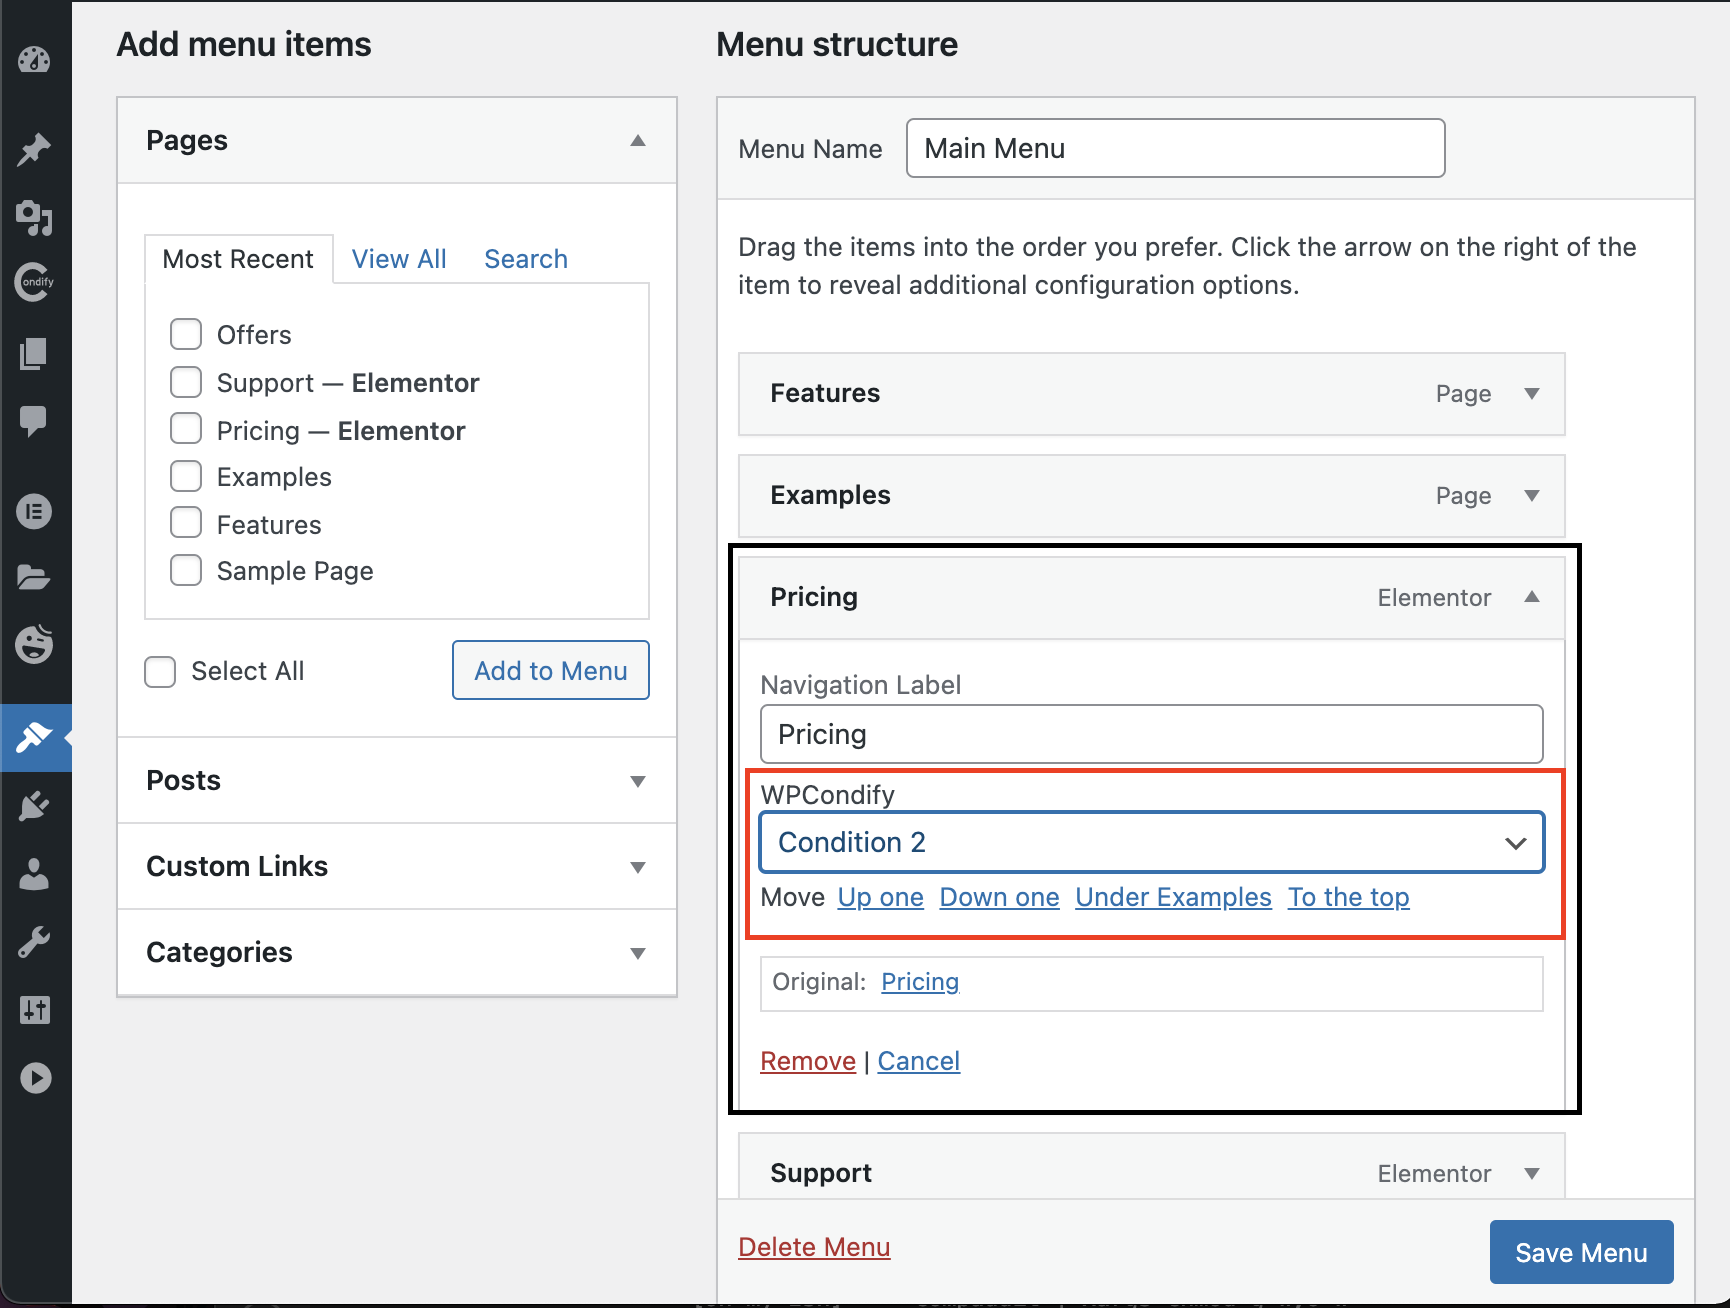 Add menu items
Pages
Most Recent View All Search
Offers
Support — Elementor
Pricing — Elementor
Examples
Features
Sample Page
Select All Add to Menu
Posts
Custom Links
Categories
ondify
Menu structure
Menu Name Main Menu
Drag the items into the order you prefer. Click the arrow on the right of the
item to reveal additional configuration options.
Features Page
Examples Page
Pricing Elementor
Navigation Label
Pricing
WPCondify
Condition 2
Move Up one Down one Under Examples To the top
Original: Pricing
Remove | Cancel
Support Elementor
Delete Menu Save Menu